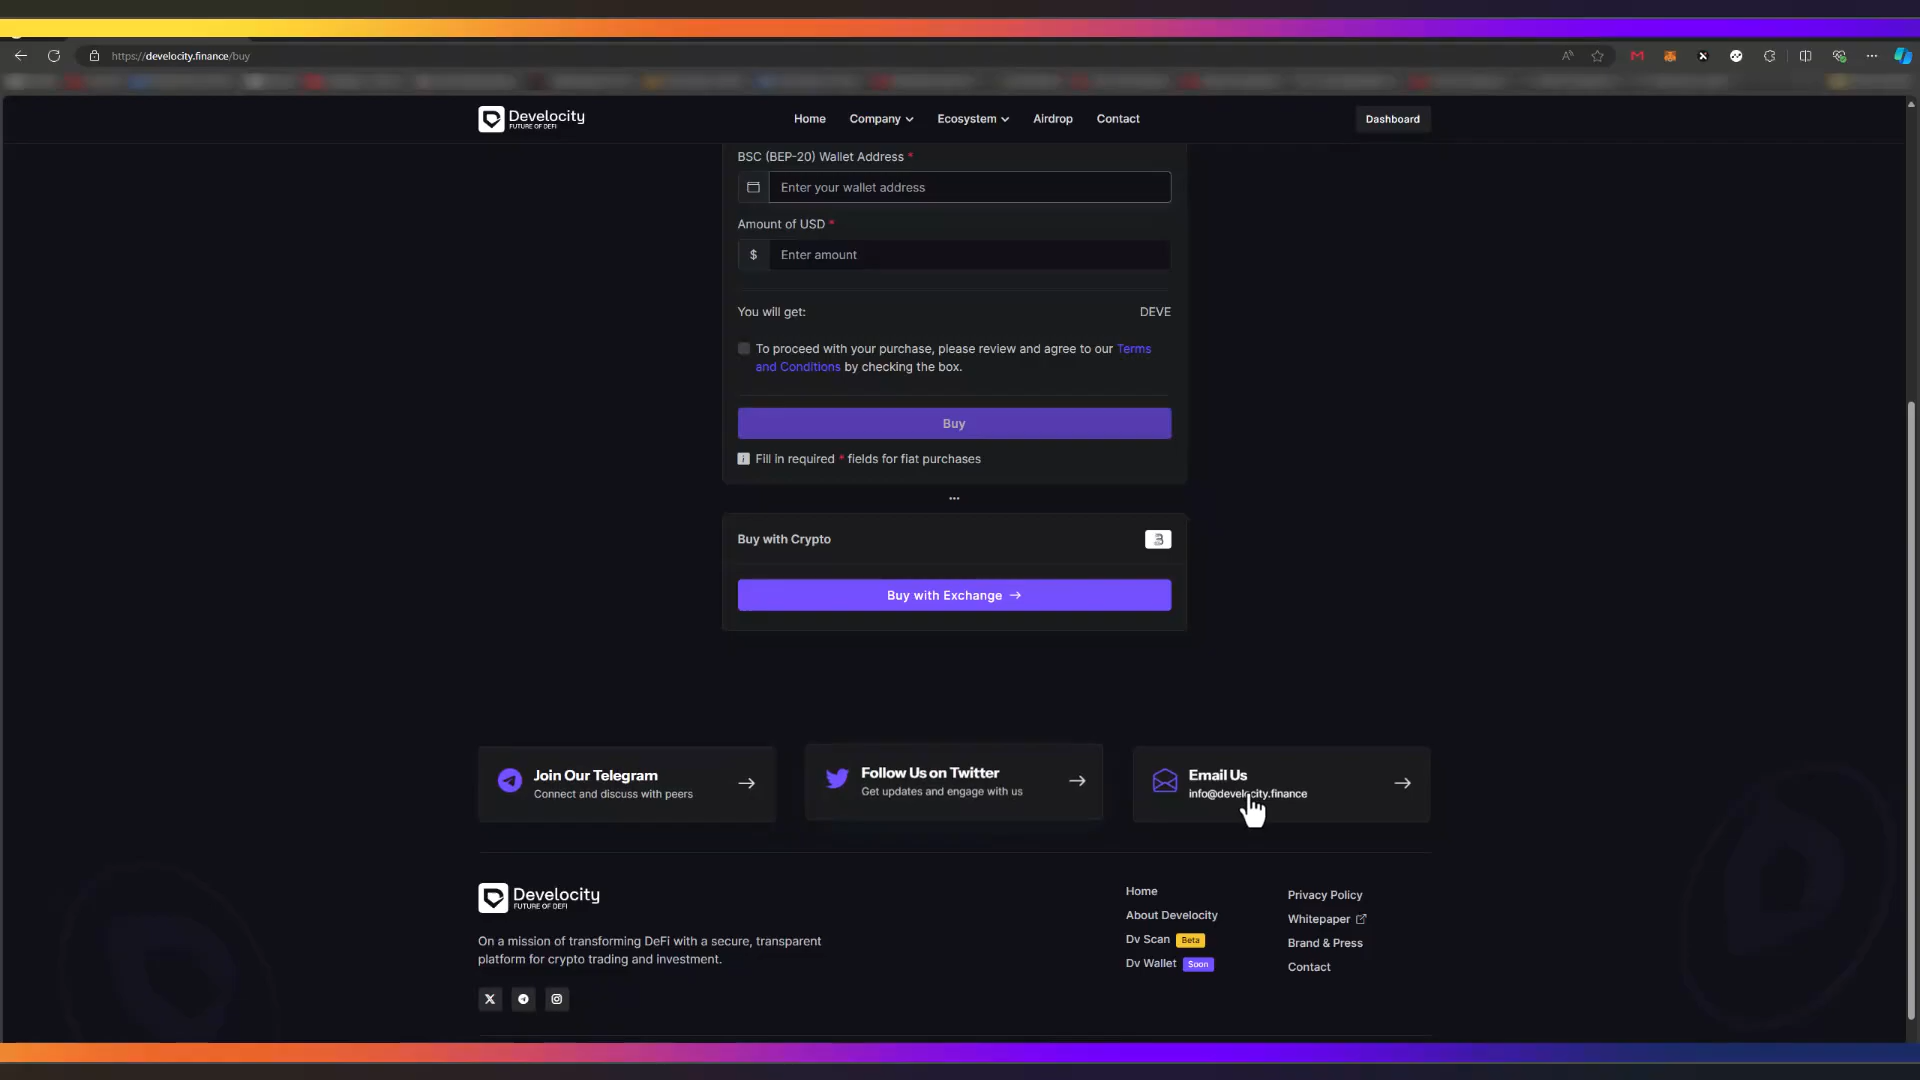 https://develocity.finance/buy
Develocity
FUTURE OF DEFI
Home
Company
Ecosystem
Airdrop
Contact
Dashboard
BSC (BEP-20) Wallet Address *
Enter your wallet address
Amount of USD *
$
Enter amount
You will get:
DEVE
To proceed with your purchase, please review and agree to our Terms
and Conditions by checking the box.
Buy
Fill in required * fields for fiat purchases
...
Buy with Crypto
Buy with Exchange →
Join Our Telegram
Connect and discuss with peers
Follow Us on Twitter
Get updates and engage with us
Email Us
info@develocity.finance
Develocity
FUTURE OF DEFI
On a mission of transforming DeFi with a secure, transparent
platform for crypto trading and investment.
Home
About Develocity
Dv Scan Beta
Dv Wallet Soon
Privacy Policy
Whitepaper
Brand & Press
Contact